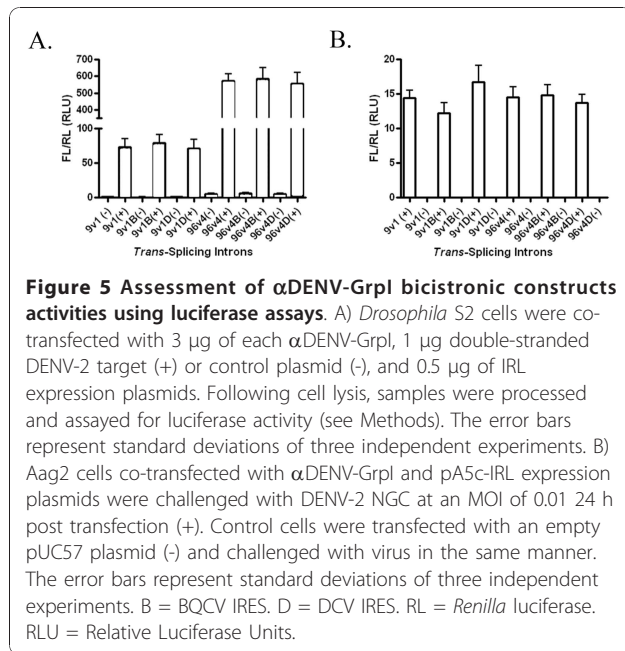 A.
B.
FL/RL (RLU)
700
600
500
400
100
50
0
9v1 (-)
9v1(+)
9v1B(-)
9v1B(+)
9v1D(-)
9v1D(+)
96v4(-)
96v4(+)
96v4B(-)
96v4B(+)
96v4D(-)
96v4D(+)
Trans-Splicing Introns
FL/RL (RLU)
20
15
10
5
0
9v1 (+)
9v1(-)
9v1B(+)
9v1B(-)
9v1D(+)
9v1D(-)
96v4(+)
96v4(-)
96v4B(+)
96v4B(-)
96v4D(+)
96v4D(-)
Trans-Splicing Introns
Figure 5 Assessment of αDENV-GrpI bicistronic constructs
activities using luciferase assays. A) Drosophila S2 cells were co-
transfected with 3 μg of each αDENV-GrpI, 1 μg double-stranded
DENV-2 target (+) or control plasmid (-), and 0.5 μg of IRL
expression plasmids. Following cell lysis, samples were processed
and assayed for luciferase activity (see Methods). The error bars
represent standard deviations of three independent experiments. B)
Aag2 cells co-transfected with αDENV-GrpI and pA5c-IRL expression
plasmids were challenged with DENV-2 NGC at an MOI of 0.01 24 h
post transfection (+). Control cells were transfected with an empty
pUC57 plasmid (-) and challenged with virus in the same manner.
The error bars represent standard deviations of three independent
experiments. B = BQCV IRES. D = DCV IRES. RL = Renilla luciferase.
RLU = Relative Luciferase Units.